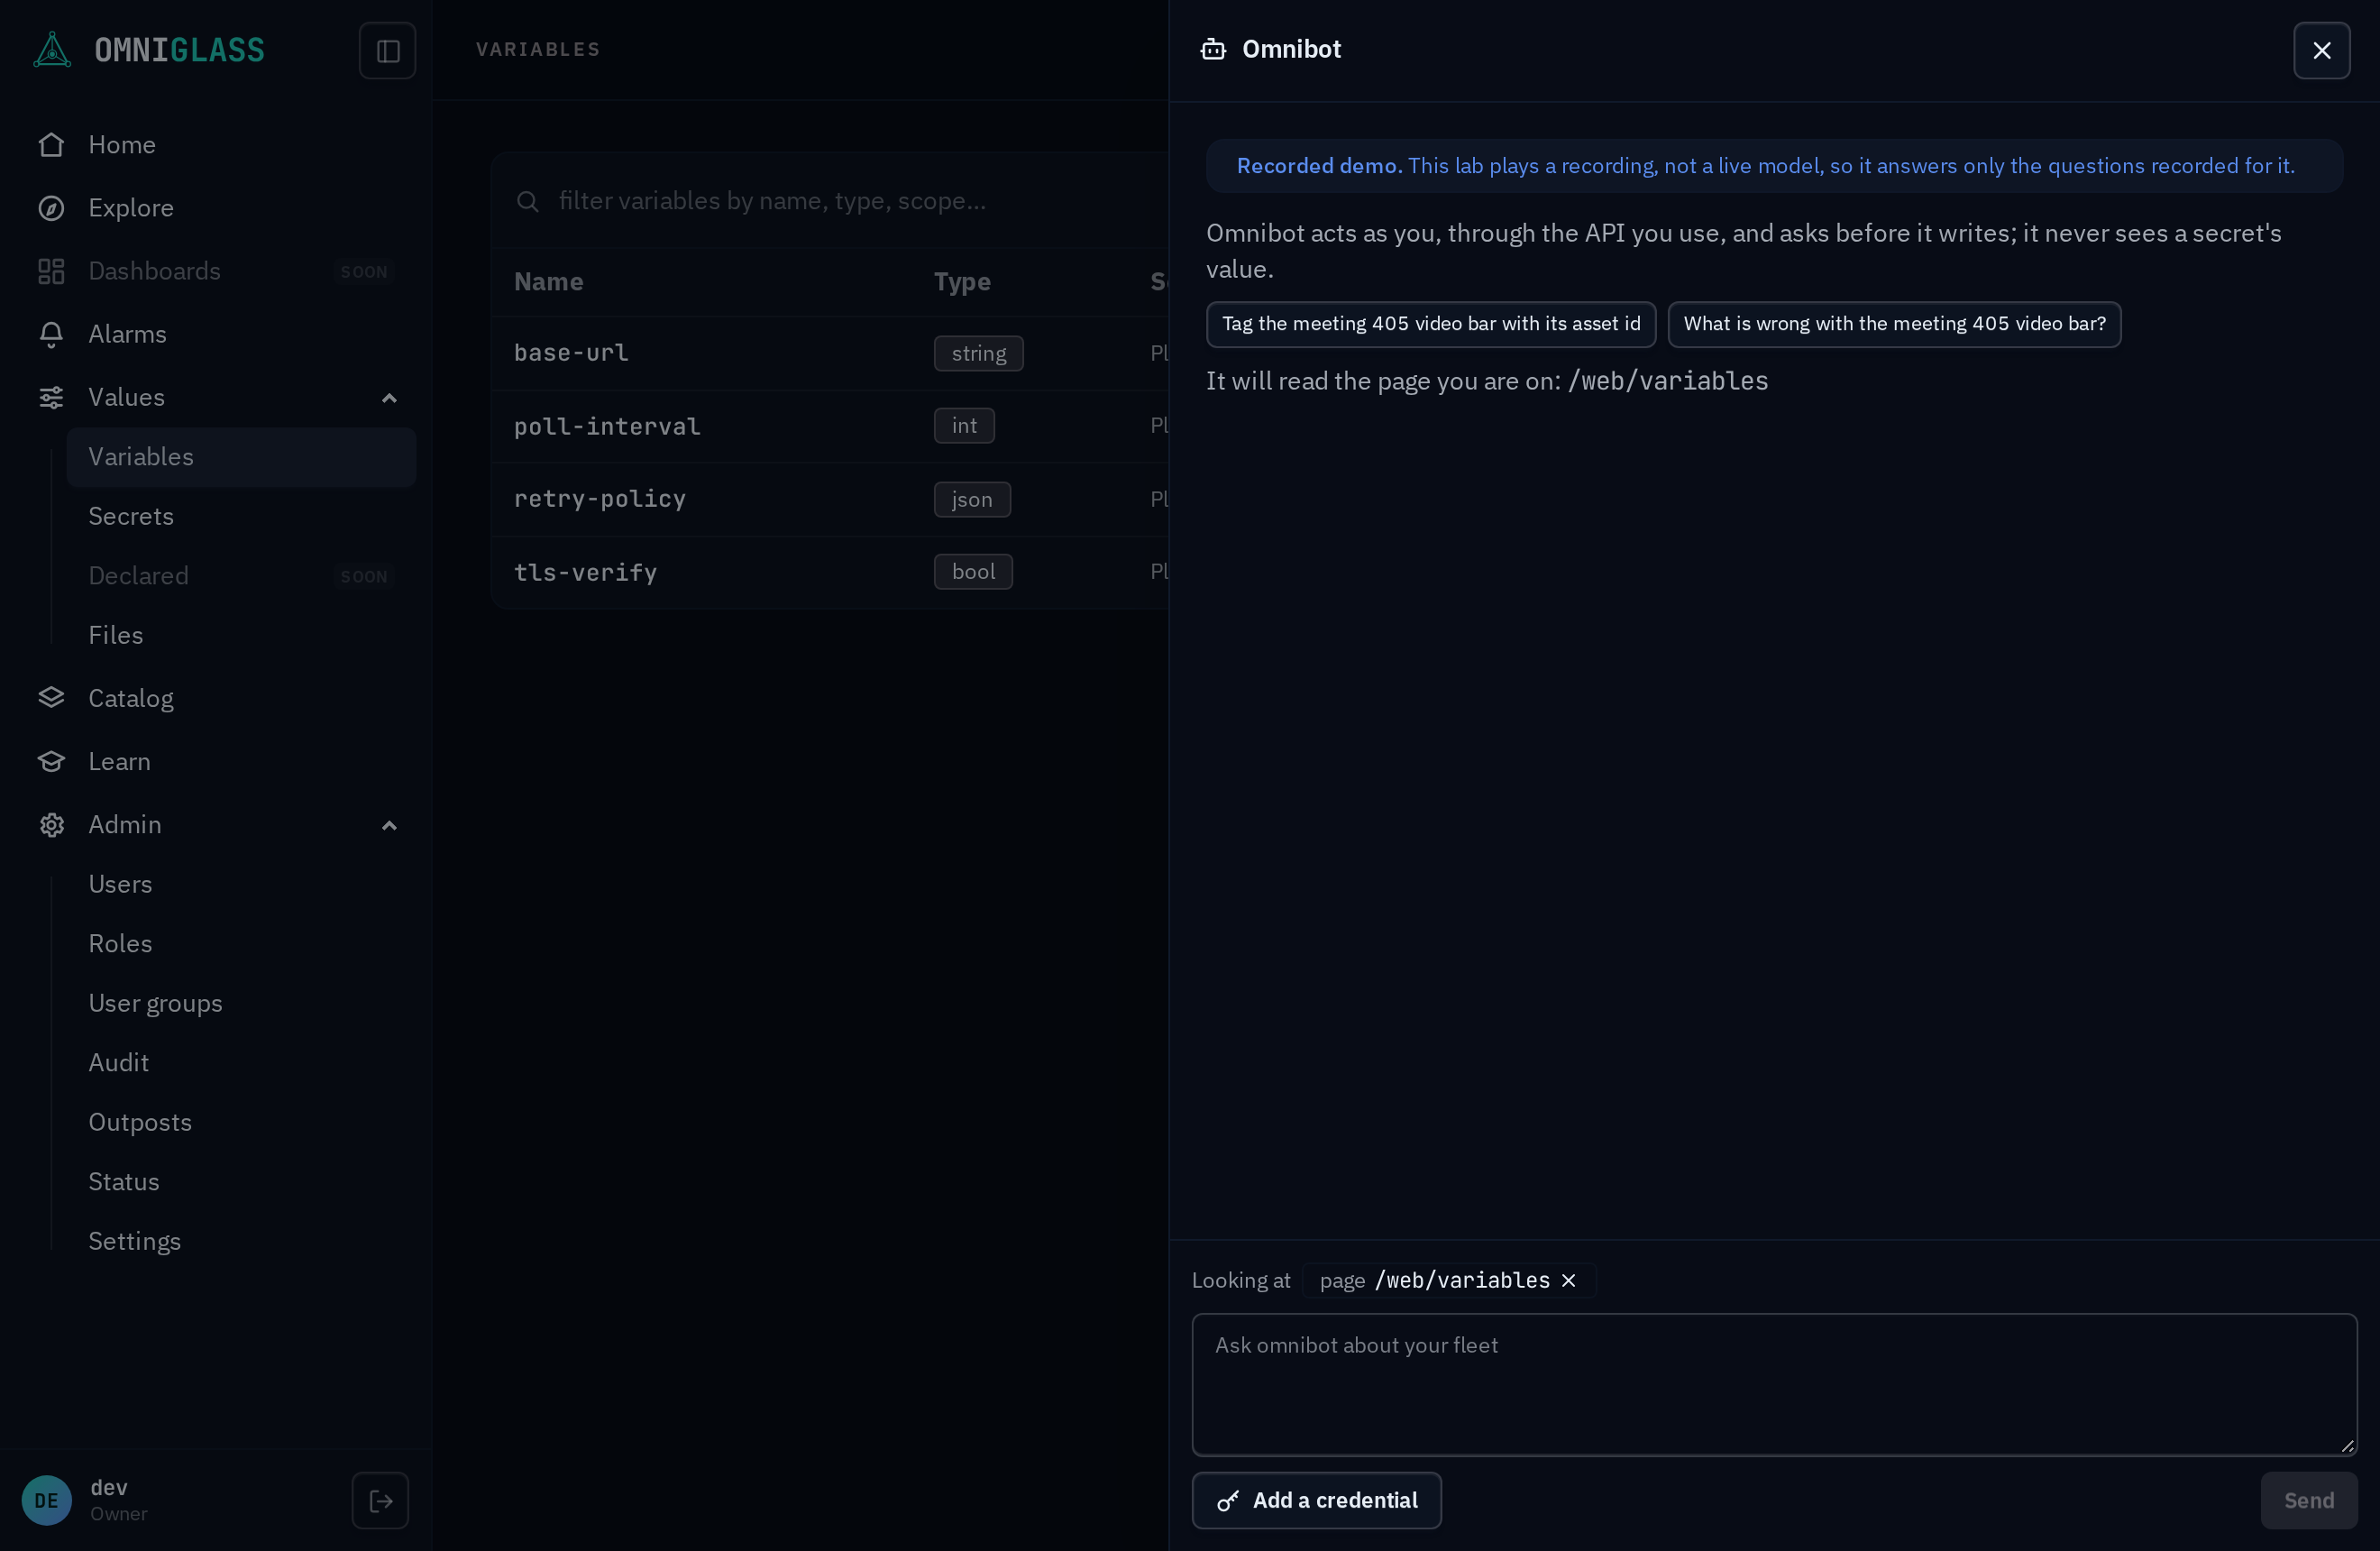 OMNIGLASS
Home
Explore
Dashboards SOON
Alarms
Values
Variables
Secrets
Declared SOON
Files
Catalog
Learn
Admin
Users
Roles
User groups
Audit
Outposts
Status
Settings
DE dev
Owner
VARIABLES
filter variables by name, type, scope...
Name Type
base-url string
poll-interval int
retry-policy json
tls-verify bool
Omnibot
Recorded demo. This lab plays a recording, not a live model, so it answers only the questions recorded for it.
Omnibot acts as you, through the API you use, and asks before it writes; it never sees a secret's
value.
Tag the meeting 405 video bar with its asset id What is wrong with the meeting 405 video bar?
It will read the page you are on: /web/variables
Looking at page /web/variables
Ask omnibot about your fleet
Add a credential Send